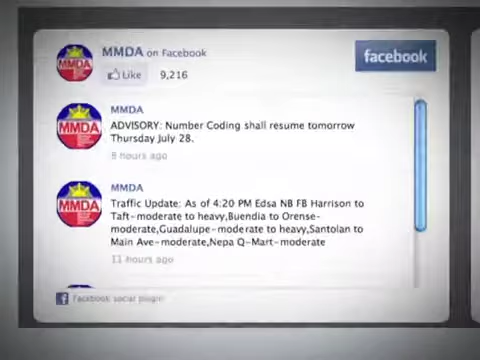 MMDA on Facebook
facebook
Like 9,216
MMDA
ADVISORY: Number Coding shall resume tomorrow
Thursday July 28.
8 hours ago
MMDA
Traffic Update: As of 4:20 PM Edsa NB FB Harrison to
Taft-moderate to heavy,Buendia to Orense-
moderate,Guadalupe-moderate to heavy,Santolan to
Main Ave-moderate,Nepa Q-Mart-moderate
11 hours ago
Facebook social plugin
MMDA
MMDA
MMDA